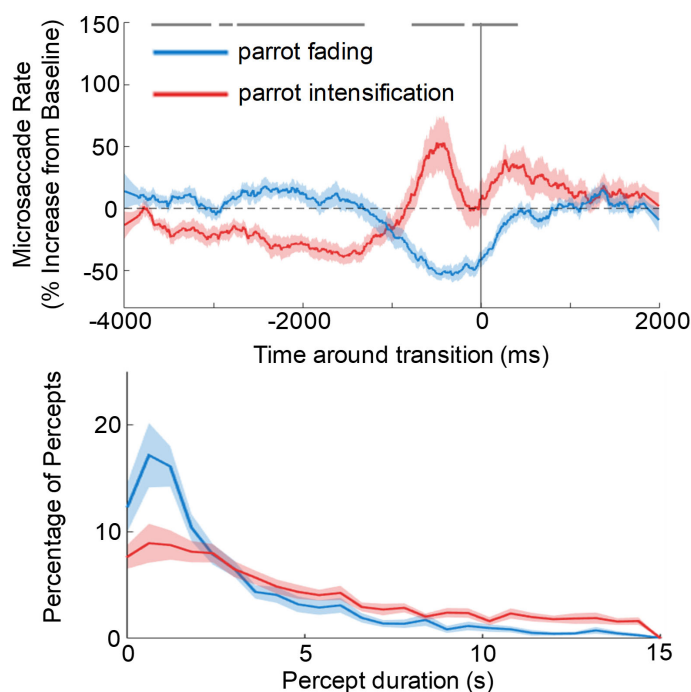 Microsaccade Rate
(% Increase from Baseline)
150
100
50
0
-50
parrot fading
parrot intensification
-4000
-2000
0
2000
Time around transition (ms)
Percentage of Percepts
20
10
0
0
5
10
15
Percept duration (s)